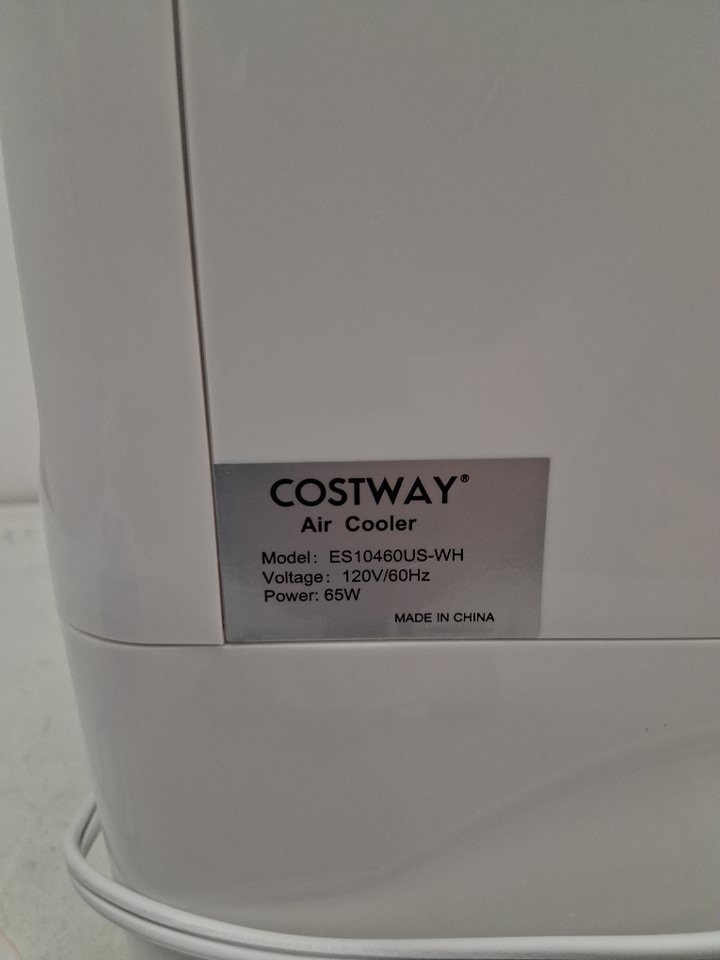 COSTWAY®
Air Cooler
Model: ES10460US-WH
Voltage: 120V/60Hz
Power: 65W
MADE IN CHINA